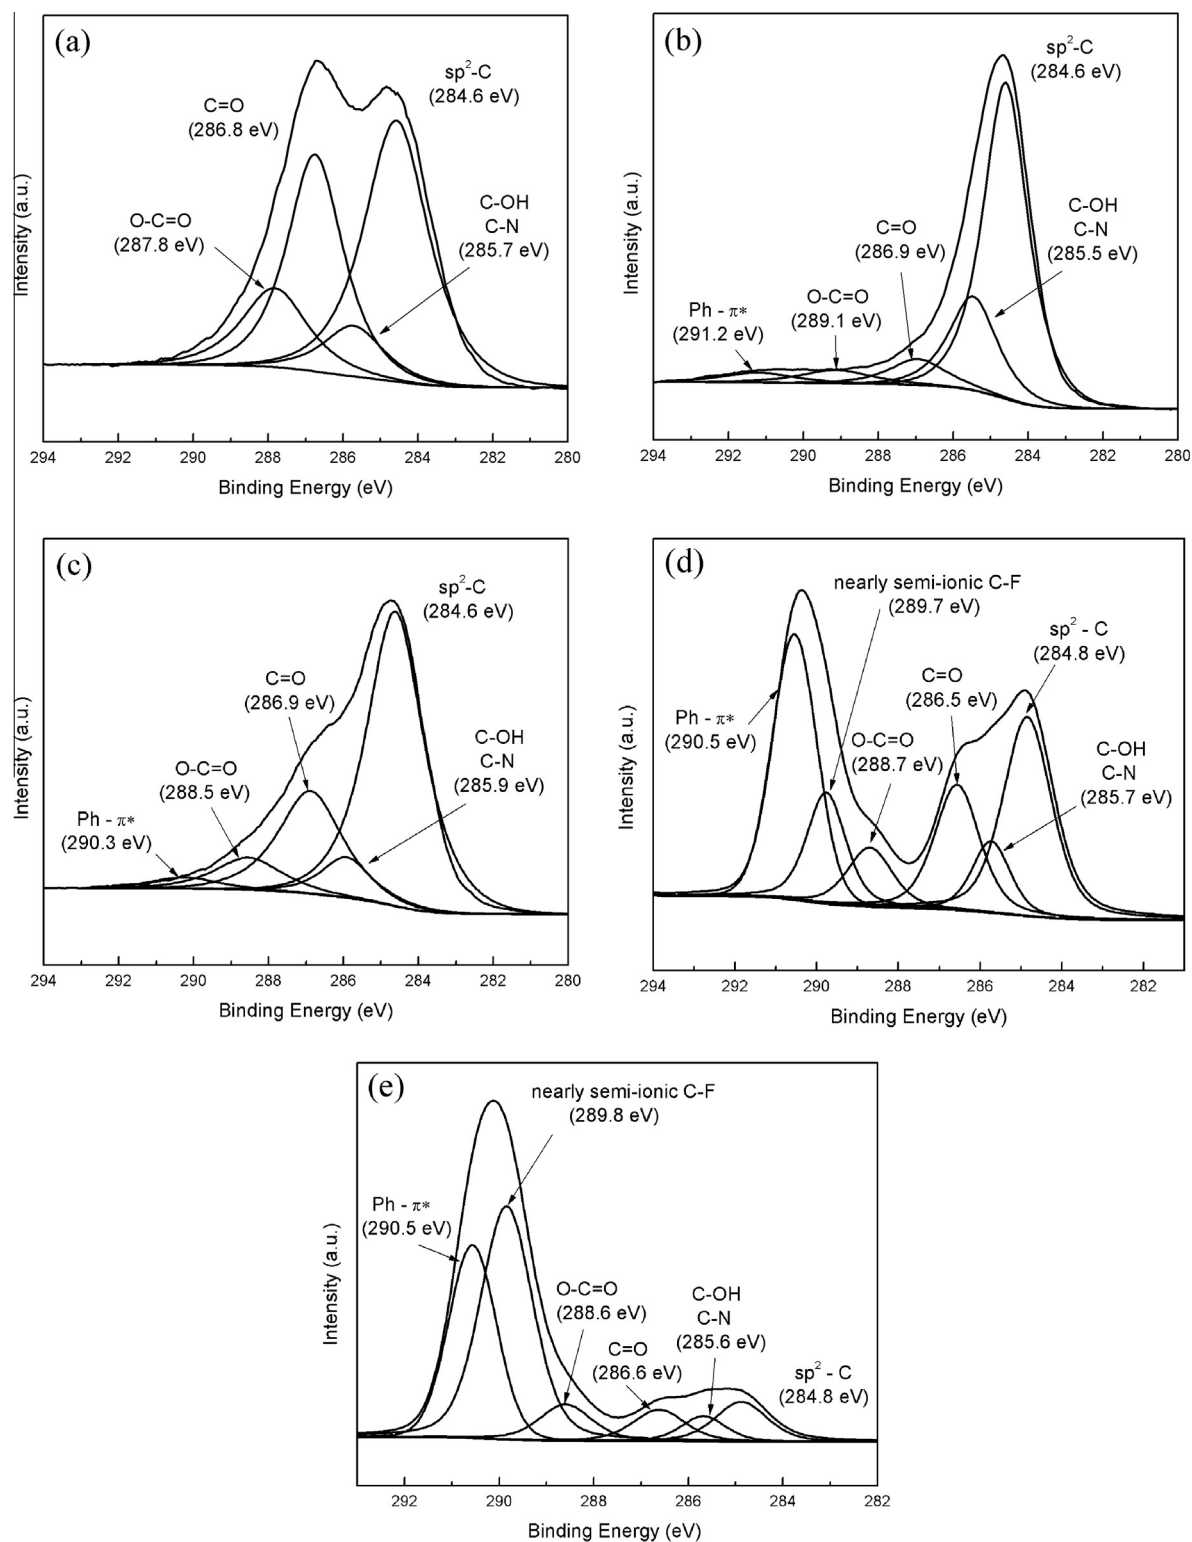 (a)
sp²-C
(284.6 eV)
C=O
(286.8 eV)
C-OH
C-N
(285.7 eV)
O-C=O
(287.8 eV)
Intensity (a.u.)
294 292 290 288 286 284 282 280
Binding Energy (eV)
(b)
sp²-C
(284.6 eV)
C-OH
C-N
(285.5 eV)
C=O
(286.9 eV)
O-C=O
(289.1 eV)
Ph - π*
(291.2 eV)
Intensity (a.u.)
294 292 290 288 286 284 282 280
Binding Energy (eV)
(c)
sp²-C
(284.6 eV)
C=O
(286.9 eV)
C-OH
C-N
(285.9 eV)
O-C=O
(288.5 eV)
Ph - π*
(290.3 eV)
Intensity (a.u.)
294 292 290 288 286 284 282 280
Binding Energy (eV)
(d)
nearly semi-ionic C-F
(289.7 eV)
sp² - C
(284.8 eV)
C=O
(286.5 eV)
Ph - π*
(290.5 eV)
O-C=O
(288.7 eV)
C-OH
C-N
(285.7 eV)
Intensity (a.u.)
294 292 290 288 286 284 282
Binding Energy (eV)
(e)
nearly semi-ionic C-F
(289.8 eV)
Ph - π*
(290.5 eV)
O-C=O
(288.6 eV)
C-OH
C-N
(285.6 eV)
C=O
(286.6 eV)
sp² - C
(284.8 eV)
Intensity (a.u.)
292 290 288 286 284 282
Binding Energy (eV)